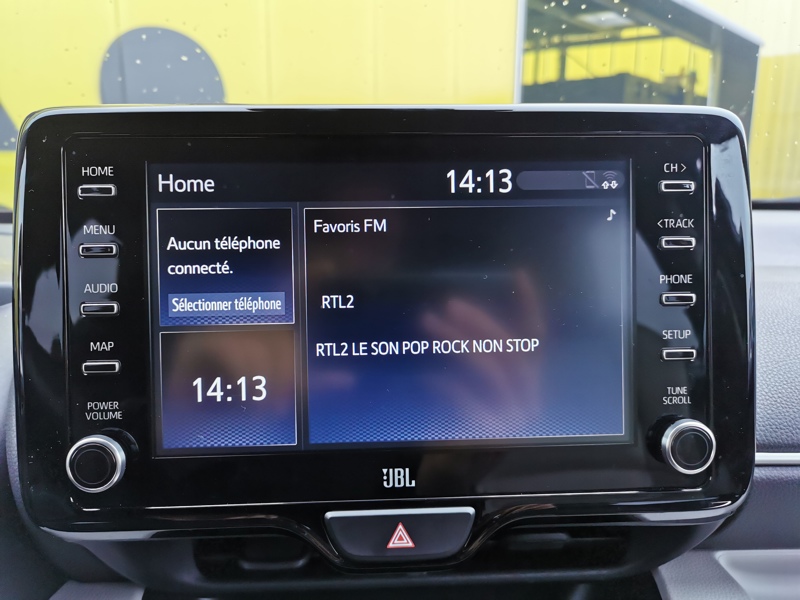 HOME
MENU
AUDIO
MAP
POWER
VOLUME
Home
14:13
Aucun téléphone
connecté.
Sélectionner téléphone
14:13
Favoris FM
RTL2
RTL2 LE SON POP ROCK NON STOP
CH >
< TRACK
PHONE
SETUP
TUNE
SCROLL
JBL